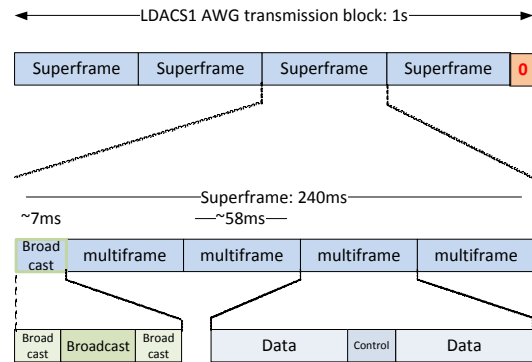 LDACS1 AWG transmission block: 1s
Superframe Superframe Superframe Superframe 0
Superframe: 240ms
~7ms ~58ms
Broad
cast multiframe multiframe multiframe multiframe
Broad
cast Broadcast Broad
cast Data Control Data